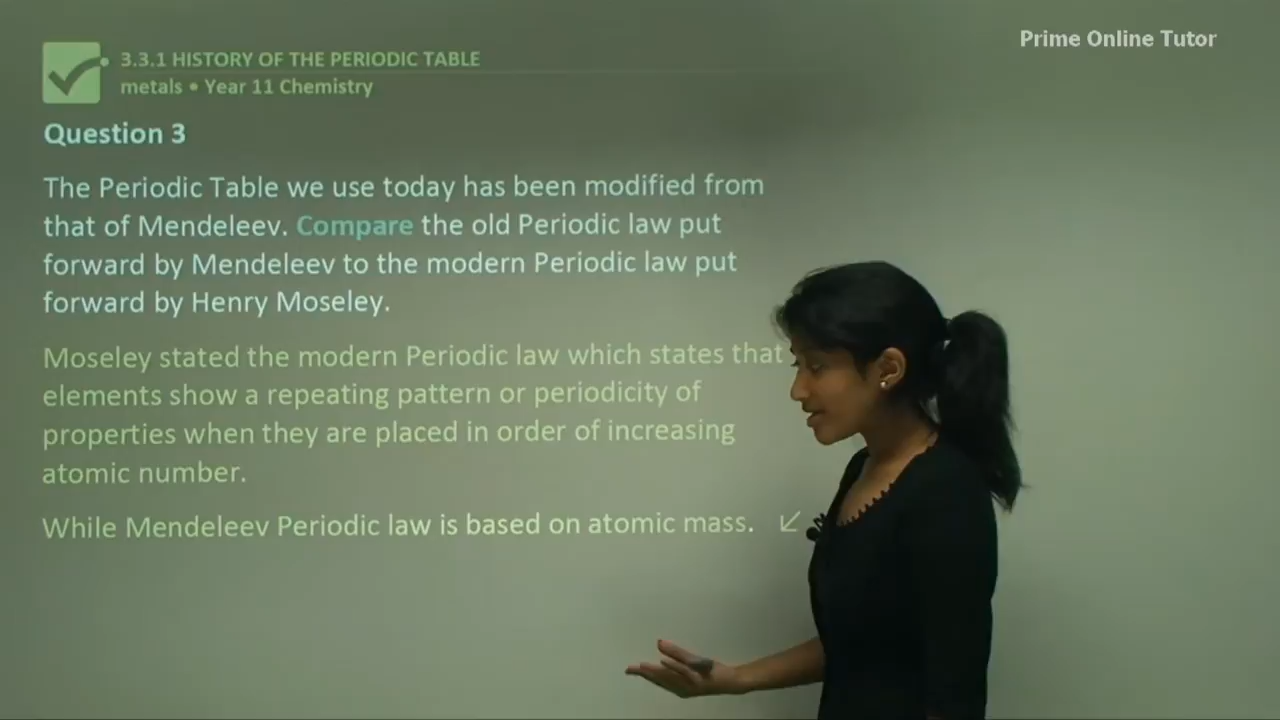 Prime Online Tutor
3.3.1 HISTORY OF THE PERIODIC TABLE
metals • Year 11 Chemistry
Question 3
The Periodic Table we use today has been modified from
that of Mendeleev. Compare the old Periodic law put
forward by Mendeleev to the modern Periodic law put
forward by Henry Moseley.
Moseley stated the modern Periodic law which states that
elements show a repeating pattern or periodicity of
properties when they are placed in order of increasing
atomic number.
While Mendeleev Periodic law is based on atomic mass.